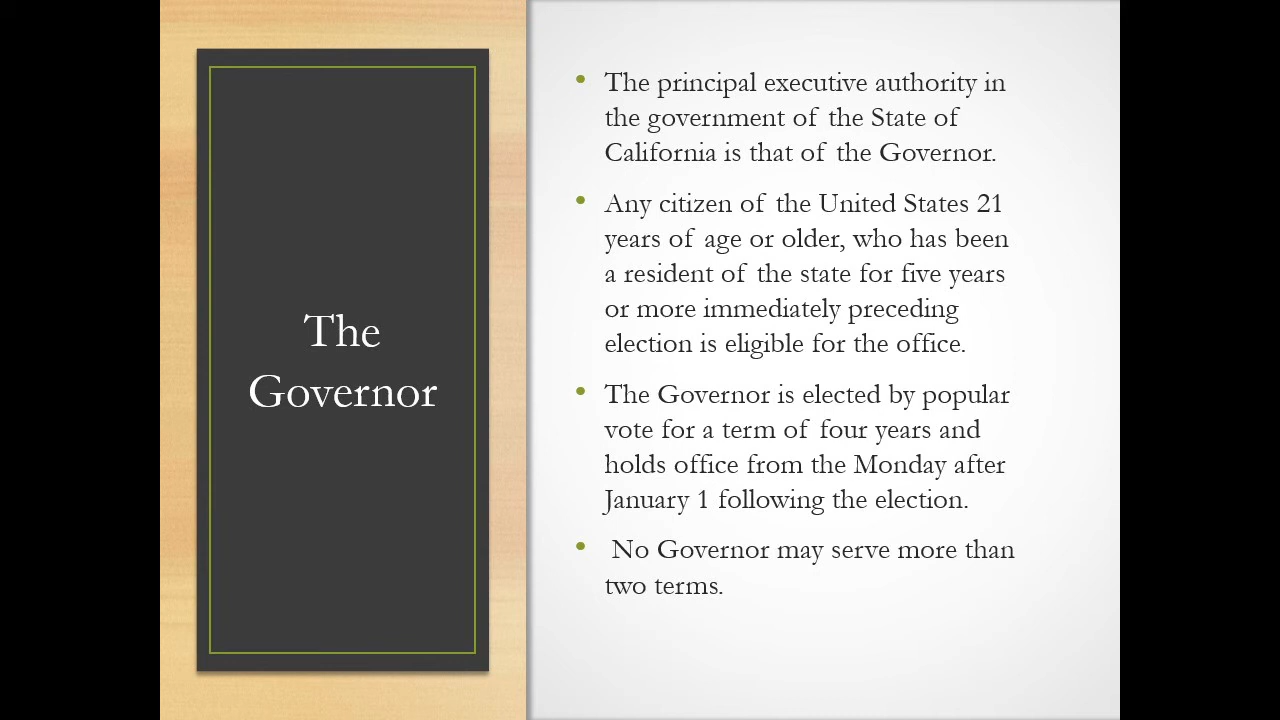 The
Governor
• The principal executive authority in
the government of the State of
California is that of the Governor.
• Any citizen of the United States 21
years of age or older, who has been
a resident of the state for five years
or more immediately preceding
election is eligible for the office.
• The Governor is elected by popular
vote for a term of four years and
holds office from the Monday after
January 1 following the election.
• No Governor may serve more than
two terms.